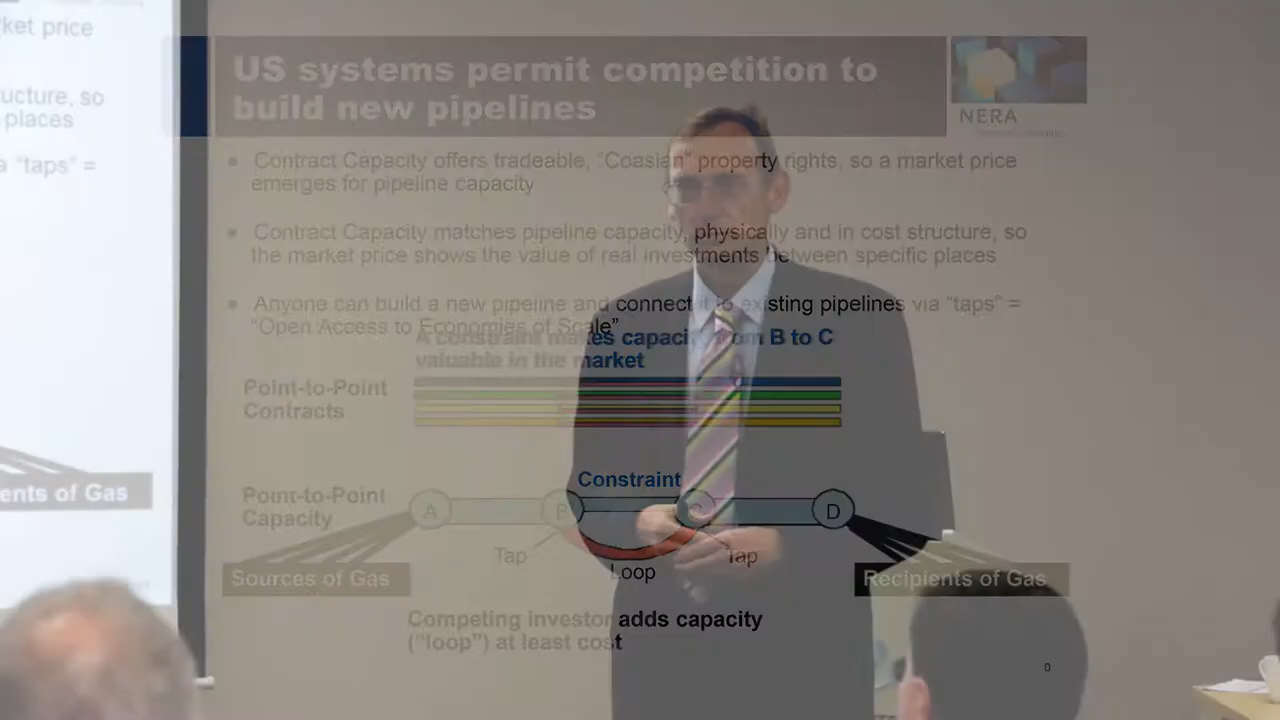 ket price
ucture, so
places
a "taps" =
ents of Gas
US systems permit competition to
build new pipelines
NERA
• Contract Capacity offers tradeable, "Coasian" property rights, so a market price
emerges for pipeline capacity
• Contract Capacity matches pipeline capacity, physically and in cost structure, so
the market price shows the value of real investments between specific places
• Anyone can build a new pipeline and connect it to existing pipelines via "taps" =
"Open Access to Economies of Scale"
A constraint makes capacity from B to C
valuable in the market
Point-to-Point
Contracts
Constraint
Point-to-Point
Capacity
A
B
C
D
Tap
Tap
Loop
Sources of Gas
Recipients of Gas
Competing investor adds capacity
("loop") at least cost
0